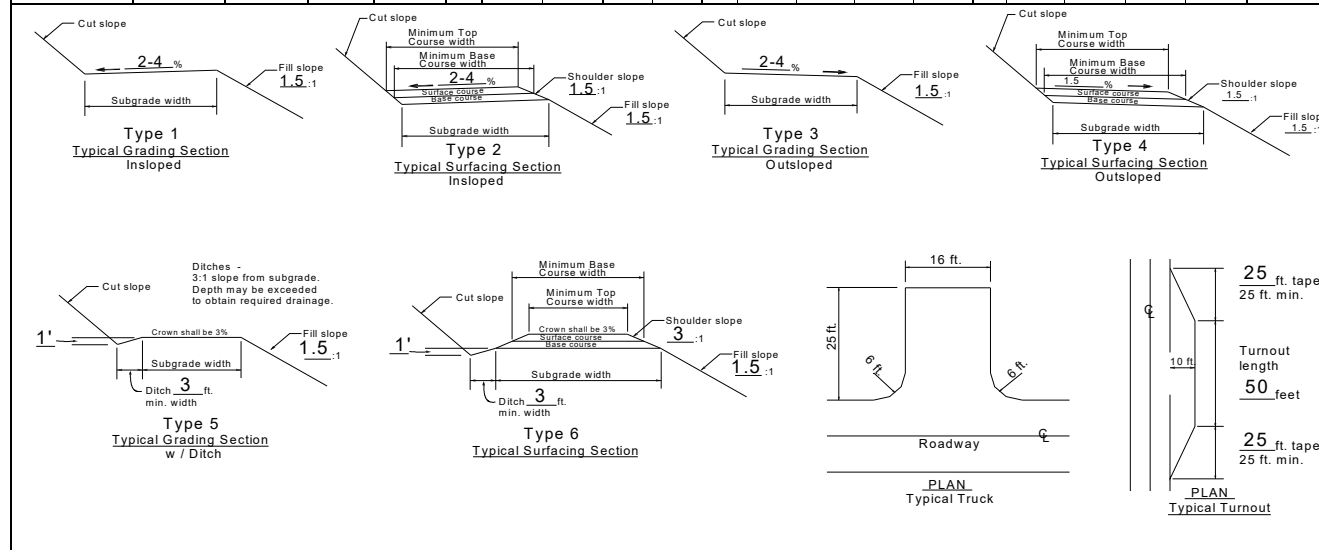 Cut slope
2-4 %
Fill slope
1.5 :1
Subgrade width
Type 1
Typical Grading Section
Insloped
Cut slope
Minimum Top
Course width
Minimum Base
Course width
2-4 %
Surface course
Base course
Shoulder slope
1.5 :1
Fill slope
1.5 :1
Subgrade width
Type 2
Typical Surfacing Section
Insloped
Cut slope
2-4 %
Fill slope
1.5 :1
Subgrade width
Type 3
Typical Grading Section
Outsloped
Cut slope
Minimum Top
Course width
Minimum Base
Course width
1.5 %
Surface course
Base course
Shoulder slope
1.5 :1
Fill slope
1.5 :1
Subgrade width
Type 4
Typical Surfacing Section
Outsloped
Ditches -
3:1 slope from subgrade.
Depth may be exceeded
to obtain required drainage.
Cut slope
1'
Crown shall be 3%
Fill slope
1.5 :1
Subgrade width
Ditch 3 ft.
min. width
Type 5
Typical Grading Section
w / Ditch
Minimum Base
Course width
Cut slope
Minimum Top
Course width
Crown shall be 3%
Surface course
Base course
Shoulder slope
3 :1
1'
Fill slope
1.5 :1
Subgrade width
Ditch 3 ft.
min. width
Type 6
Typical Surfacing Section
16 ft.
25 ft.
6 ft.
6 ft.
Roadway
CL
PLAN
Typical Truck
CL
10 ft.
25 ft. tape
25 ft. min.
Turnout
length
50 feet
25 ft. tape
25 ft. min.
PLAN
Typical Turnout